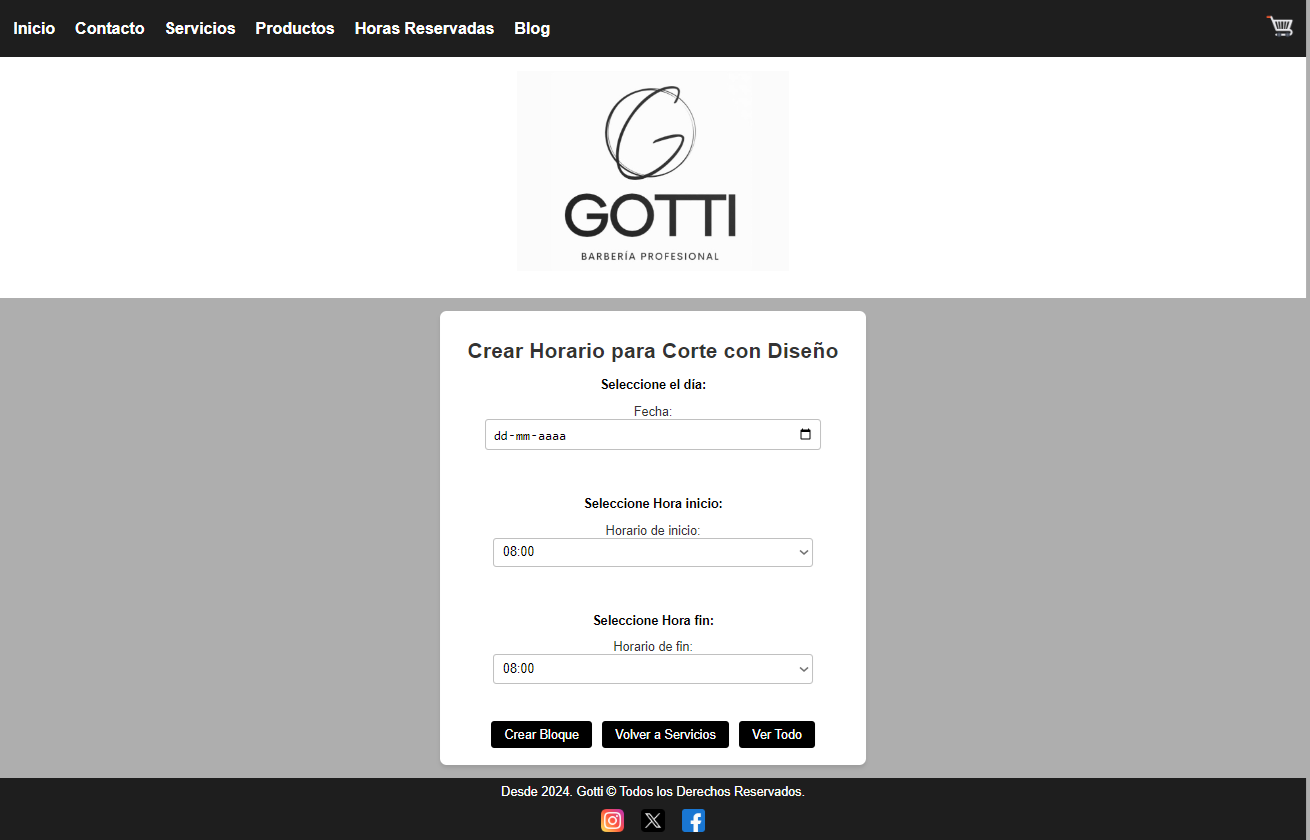 Inicio Contacto Servicios Productos Horas Reservadas Blog
GOTTI
BARBERÍA PROFESIONAL
Crear Horario para Corte con Diseño
Seleccione el día:
Fecha:
dd-mm-aaaa
Seleccione Hora inicio:
Horario de inicio:
08:00
Seleccione Hora fin:
Horario de fin:
08:00
Crear Bloque Volver a Servicios Ver Todo
Desde 2024. Gotti © Todos los Derechos Reservados.